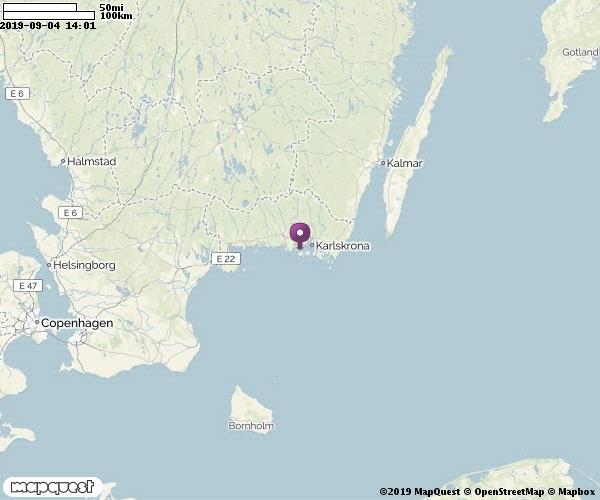 50mi
100km
2019-09-04 14:01
Gotland
E 6
Halmstad
Kalmar
E 6
Karlskrona
E 22
Helsingborg
E 47
Copenhagen
Bornholm
mapquest
©2019 MapQuest © OpenStreetMap © Mapbox